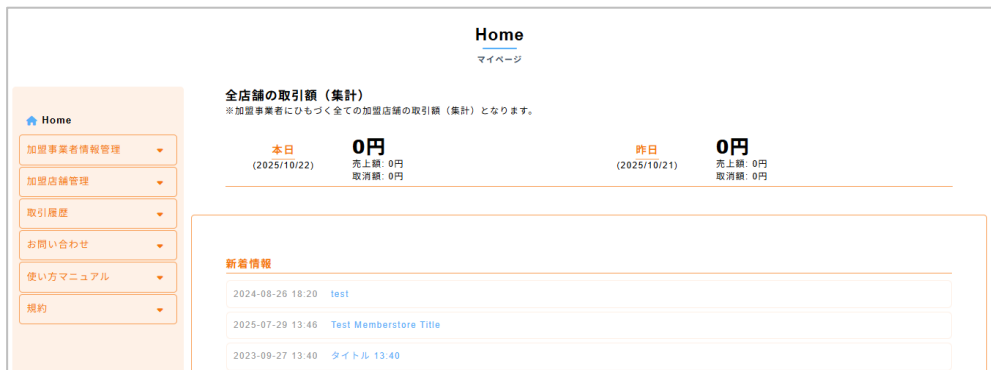 Home
マイページ
Home
加盟事業者情報管理
加盟店舗管理
取引履歴
お問い合わせ
使い方マニュアル
規約
全店舗の取引額（集計）
※加盟事業者にひもづく全ての加盟店舗の取引額（集計）となります。
本日
(2025/10/22)
0円
売上額: 0円
取消額: 0円
昨日
(2025/10/21)
0円
売上額: 0円
取消額: 0円
新着情報
2024-08-26 18:20 test
2025-07-29 13:46 Test Memberstore Title
2023-09-27 13:40 タイトル 13:40